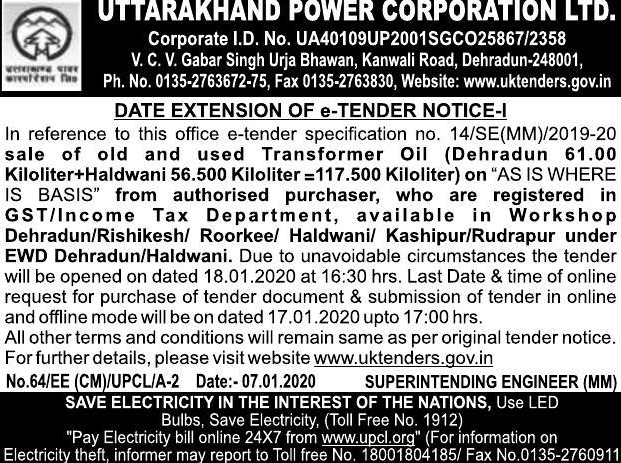 UTTARAKHAND POWER CORPORATION LTD.
Corporate I.D. No. UA40109UP2001SGCO25867/2358
V. C. V. Gabar Singh Urja Bhawan, Kanwali Road, Dehradun-248001,
Ph. No. 0135-2763672-75, Fax 0135-2763830, Website: www.uktenders.gov.in
उत्तराखण्ड पावर
कारपोरेशन लि0
DATE EXTENSION OF e-TENDER NOTICE-I
In reference to this office e-tender specification no. 14/SE(MM)/2019-20
sale of old and used Transformer Oil (Dehradun 61.00
Kiloliter+Haldwani 56.500 Kiloliter =117.500 Kiloliter) on “AS IS WHERE
IS BASIS” from authorised purchaser, who are registered in
GST/Income Tax Department, available in Workshop
Dehradun/Rishikesh/ Roorkee/ Haldwani/ Kashipur/Rudrapur under
EWD Dehradun/Haldwani. Due to unavoidable circumstances the tender
will be opened on dated 18.01.2020 at 16:30 hrs. Last Date & time of online
request for purchase of tender document & submission of tender in online
and offline mode will be on dated 17.01.2020 upto 17:00 hrs.
All other terms and conditions will remain same as per original tender notice.
For further details, please visit website www.uktenders.gov.in
No.64/EE (CM)/UPCL/A-2 Date:- 07.01.2020 SUPERINTENDING ENGINEER (MM)
SAVE ELECTRICITY IN THE INTEREST OF THE NATIONS, Use LED
Bulbs, Save Electricity, (Toll Free No. 1912)
"Pay Electricity bill online 24X7 from www.upcl.org" (For information on
Electricity theft, informer may report to Toll free no. 18001804185/ Fax No.0135-2760911